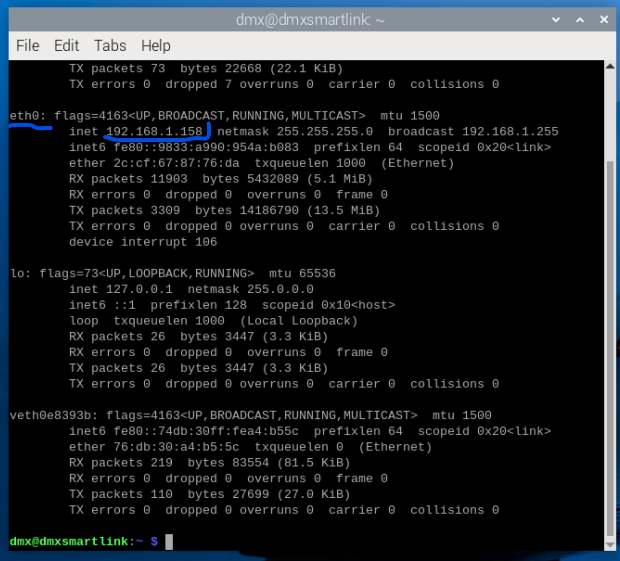 dmx@dmxsmartlink: ~
File Edit Tabs Help
TX packets 73  bytes 22668 (22.1 KiB)
TX errors 0  dropped 7 overruns 0  carrier 0  collisions 0
eth0: flags=4163<UP,BROADCAST,RUNNING,MULTICAST>  mtu 1500
inet 192.168.1.158  netmask 255.255.255.0  broadcast 192.168.1.255
inet6 fe80::9833:a990:954a:b083  prefixlen 64  scopeid 0x20<link>
ether 2c:cf:67:87:76:da  txqueuelen 1000  (Ethernet)
RX packets 11903  bytes 5432089 (5.1 MiB)
RX errors 0  dropped 0  overruns 0  frame 0
TX packets 3309  bytes 14186790 (13.5 MiB)
TX errors 0  dropped 0 overruns 0  carrier 0  collisions 0
device interrupt 106
lo: flags=73<UP,LOOPBACK,RUNNING>  mtu 65536
inet 127.0.0.1  netmask 255.0.0.0
inet6 ::1  prefixlen 128  scopeid 0x10<host>
loop  txqueuelen 1000  (Local Loopback)
RX packets 26  bytes 3447 (3.3 KiB)
RX errors 0  dropped 0  overruns 0  frame 0
TX packets 26  bytes 3447 (3.3 KiB)
TX errors 0  dropped 0 overruns 0  carrier 0  collisions 0
veth0e8393b: flags=4163<UP,BROADCAST,RUNNING,MULTICAST>  mtu 1500
inet6 fe80::74db:30ff:fea4:b55c  prefixlen 64  scopeid 0x20<link>
ether 76:db:30:a4:b5:5c  txqueuelen 0  (Ethernet)
RX packets 219  bytes 83554 (81.5 KiB)
RX errors 0  dropped 0  overruns 0  frame 0
TX packets 110  bytes 27699 (27.0 KiB)
TX errors 0  dropped 0 overruns 0  carrier 0  collisions 0
dmx@dmxsmartlink:~ $